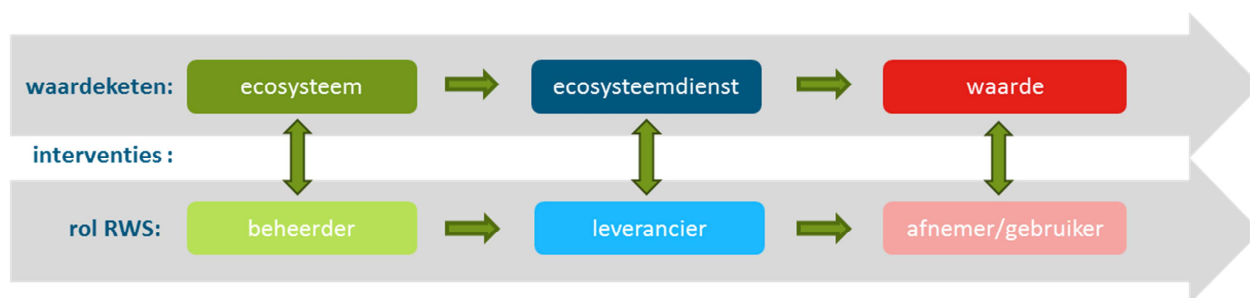 waardeketen: ecosysteem ecosysteemdienst waarde
interventies :
rol RWS: beheerder leverancier afnemer/gebruiker